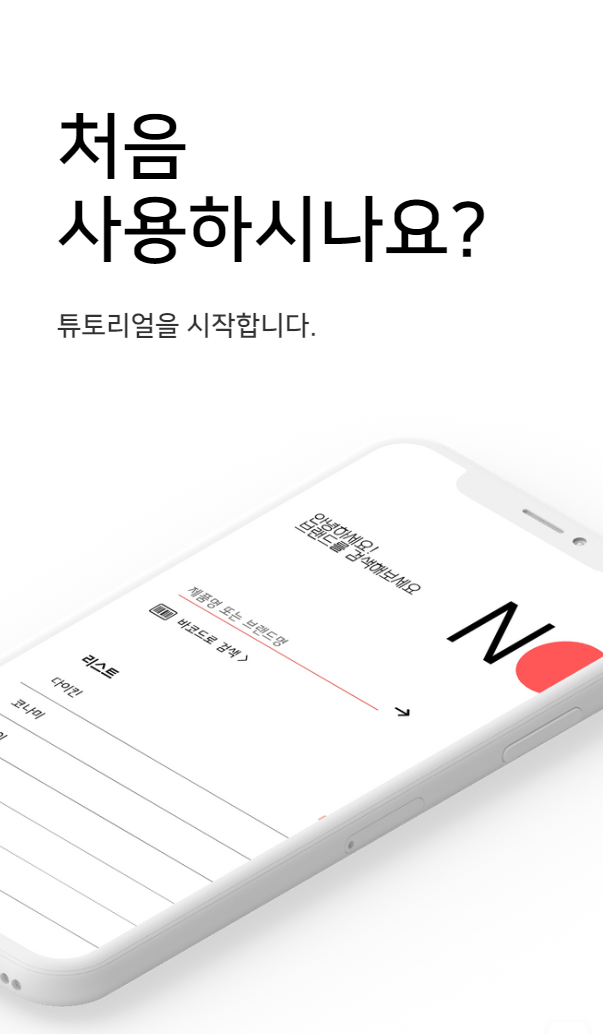 처음
사용하시나요?
튜토리얼을 시작합니다.
안녕하세요!
브랜드를 검색해보세요
No
제품명 또는 브랜드명
바코드로 검색 >
리스트
다이킨
코나미